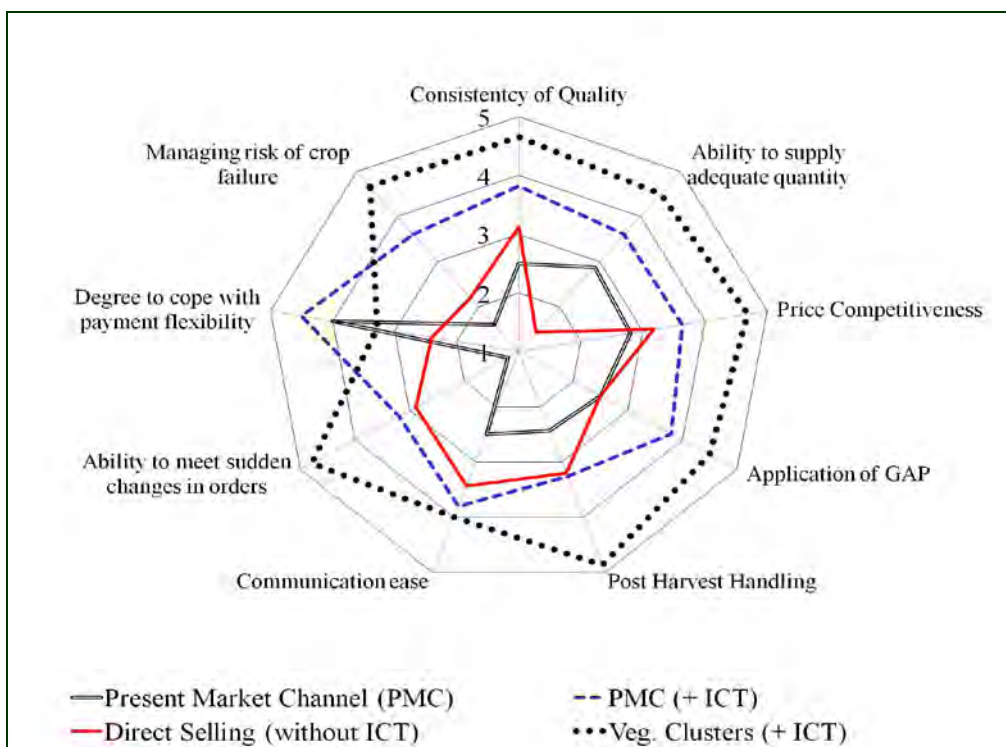 Consistentcy of Quality
5
Managing risk of crop
failure
Ability to supply
adequate quantity
4
3
Degree to cope with
payment flexibility
2
Price Competitiveness
1
Ability to meet sudden
changes in orders
Application of GAP
Communication ease
Post Harvest Handling
Present Market Channel (PMC)
PMC (+ ICT)
Direct Selling (without ICT)
Veg. Clusters (+ ICT)